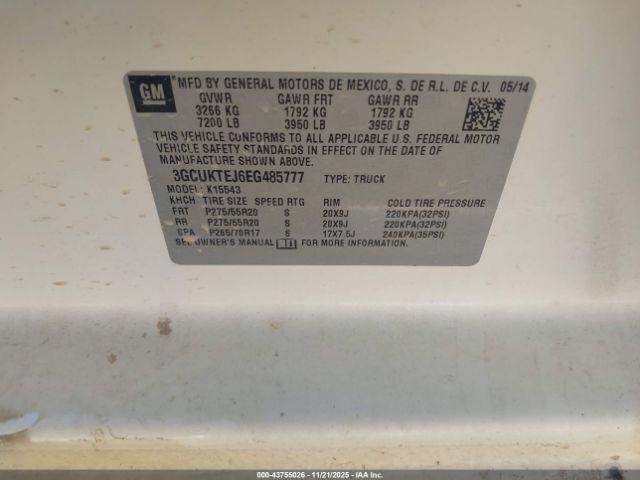 GM
MFD BY GENERAL MOTORS DE MEXICO, S. DE R.L. DE C.V. 05/14
GVWR GAWR FRT GAWR RR
3266 KG 1792 KG 1792 KG
7200 LB 3950 LB 3950 LB
THIS VEHICLE CONFORMS TO ALL APPLICABLE U.S. FEDERAL MOTOR
VEHICLE SAFETY STANDARDS IN EFFECT ON THE DATE OF
MANUFACTURE SHOWN ABOVE.
3GCUKTEJ6EG485777 TYPE: TRUCK
MODEL: K15543
KHCH TIRE SIZE SPEED RTG RIM COLD TIRE PRESSURE
FRT P275/55R20 S 20X9J 220KPA(32PSI)
RR P275/55R20 S 20X9J 220KPA(32PSI)
SPA P265/70R17 S 17X7.5J 240KPA(35PSI)
SEE OWNER'S MANUAL FOR MORE INFORMATION.
000-43755026 - 11/21/2025 - IAAI.COM - COPART